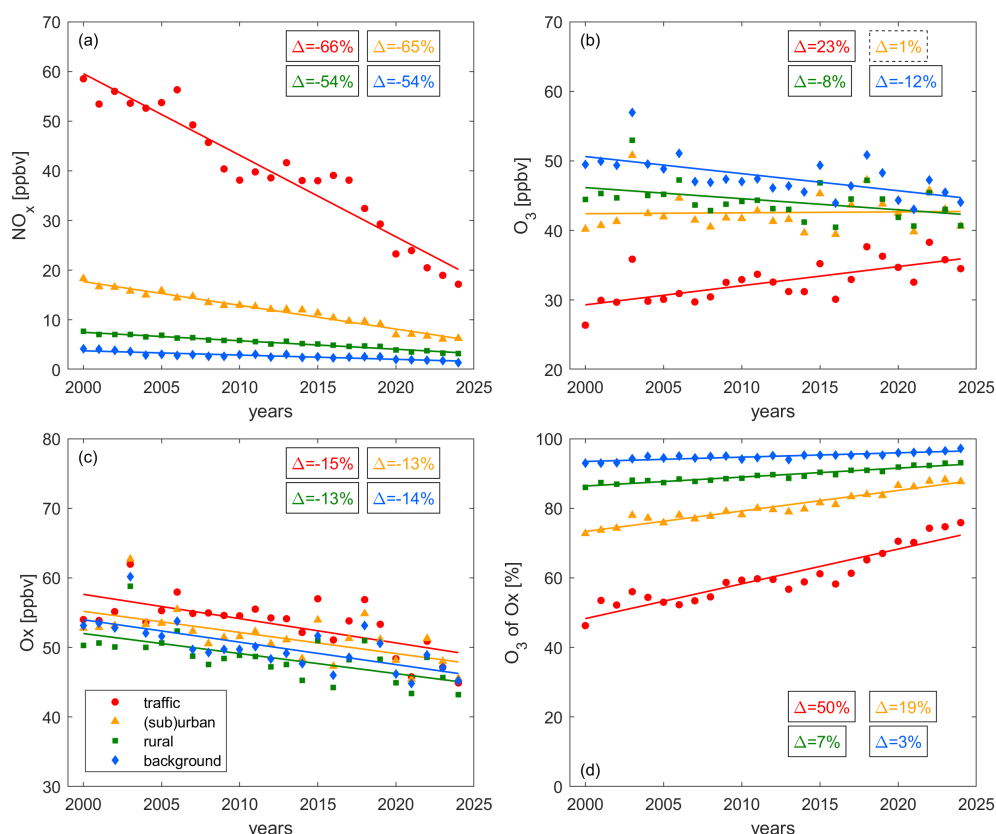 (a)
Δ=-66% Δ=-65%
Δ=-54% Δ=-54%
70
60
50
40
30
20
10
0
NOx [ppbv]
2000 2005 2010 2015 2020 2025
years
(b)
Δ=23% Δ=1%
Δ=-8% Δ=-12%
70
60
50
40
30
20
O3 [ppbv]
2000 2005 2010 2015 2020 2025
years
(c)
Δ=-15% Δ=-13%
Δ=-13% Δ=-14%
80
70
60
50
40
30
Ox [ppbv]
traffic
(sub)urban
rural
background
2000 2005 2010 2015 2020 2025
years
100
80
60
40
20
0
O3 of Ox [%]
Δ=50% Δ=19%
Δ=7% Δ=3%
(d)
2000 2005 2010 2015 2020 2025
years